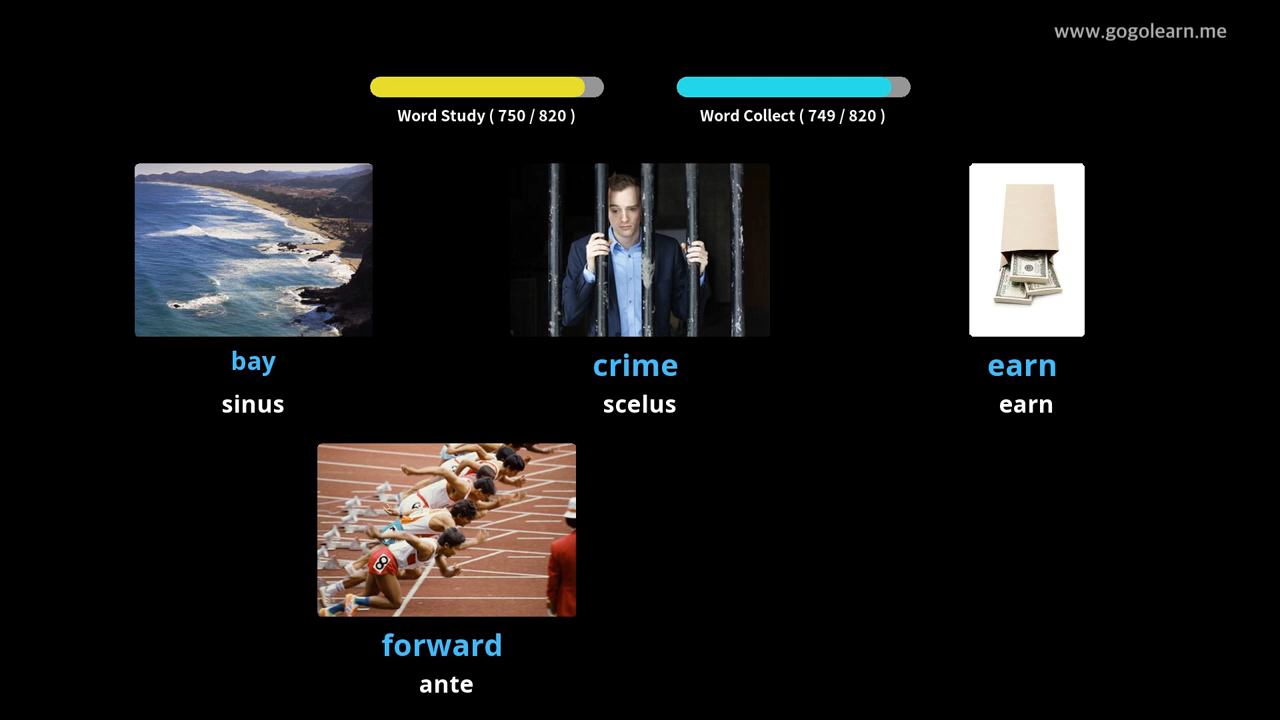 www.gogolearn.me
Word Study ( 750 / 820 )
Word Collect ( 749 / 820 )
bay
sinus
crime
scelus
earn
earn
8
forward
ante